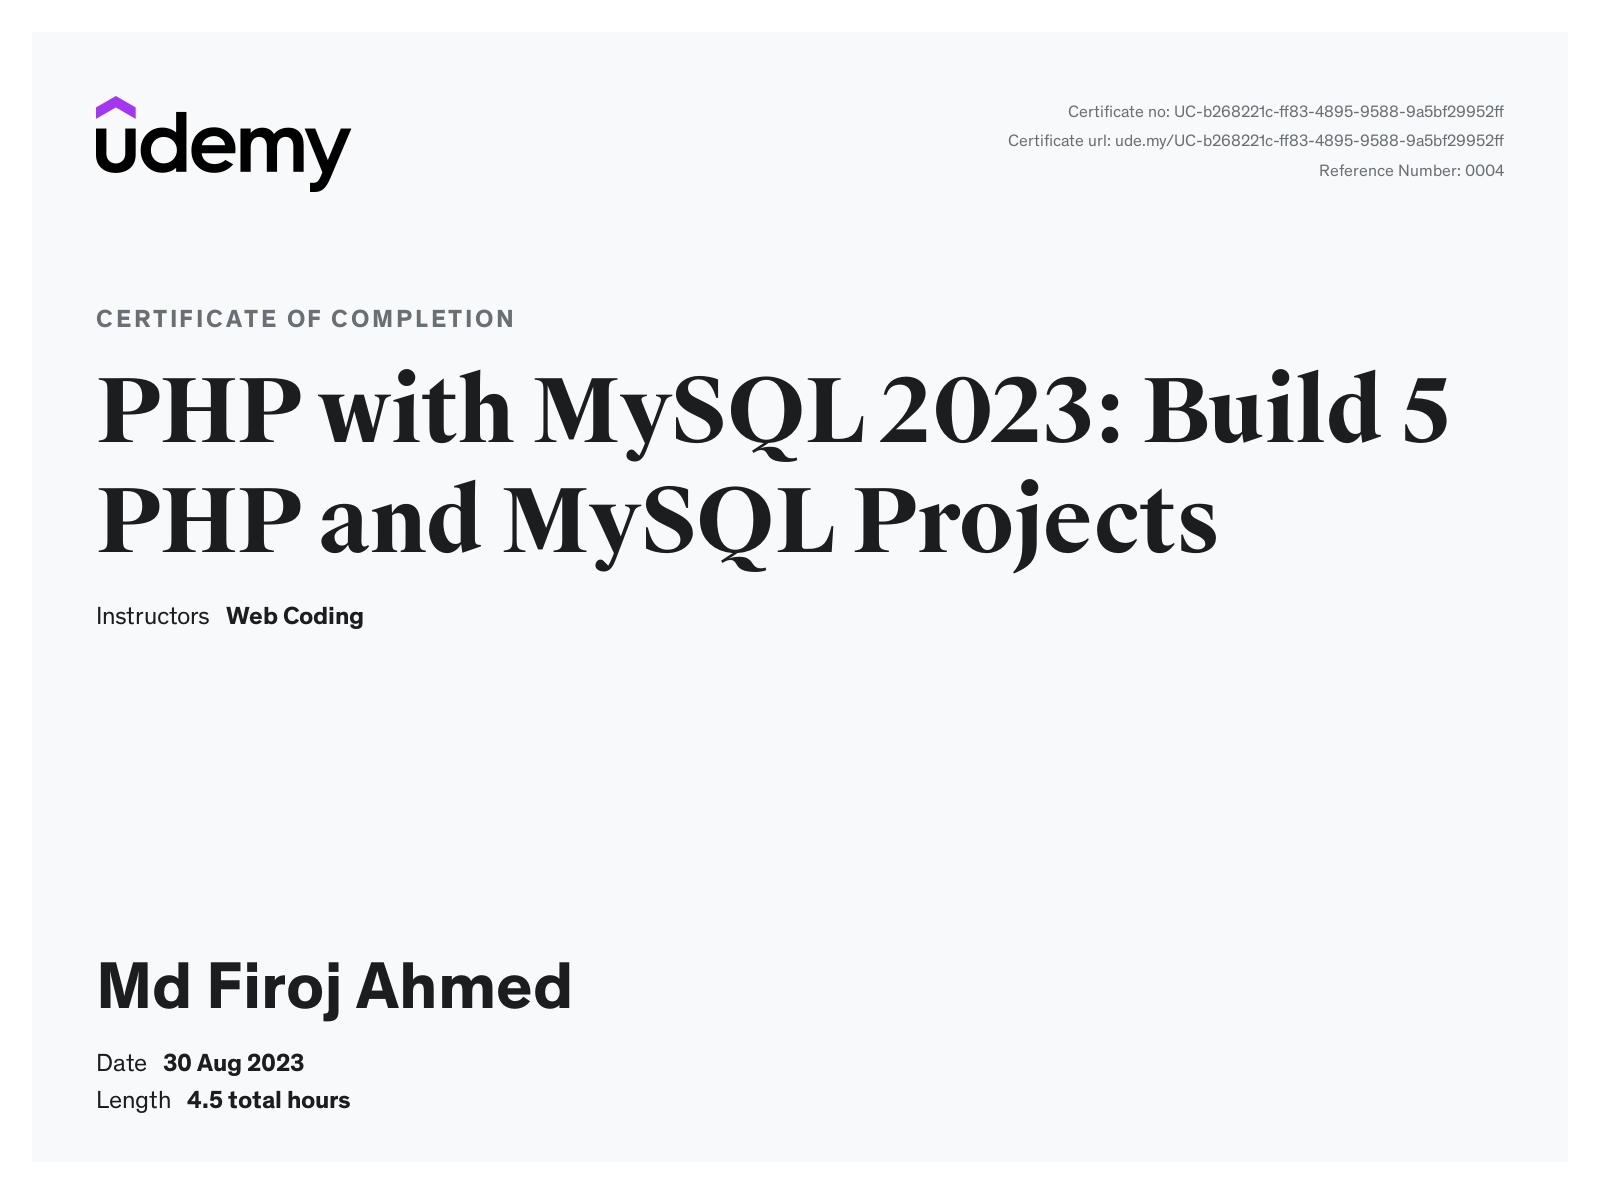 udemy
Certificate no: UC-b268221c-ff83-4895-9588-9a5bf29952ff
Certificate url: ude.my/UC-b268221c-ff83-4895-9588-9a5bf29952ff
Reference Number: 0004
CERTIFICATE OF COMPLETION
PHP with MySQL 2023: Build 5
PHP and MySQL Projects
Instructors Web Coding
Md Firoj Ahmed
Date 30 Aug 2023
Length 4.5 total hours